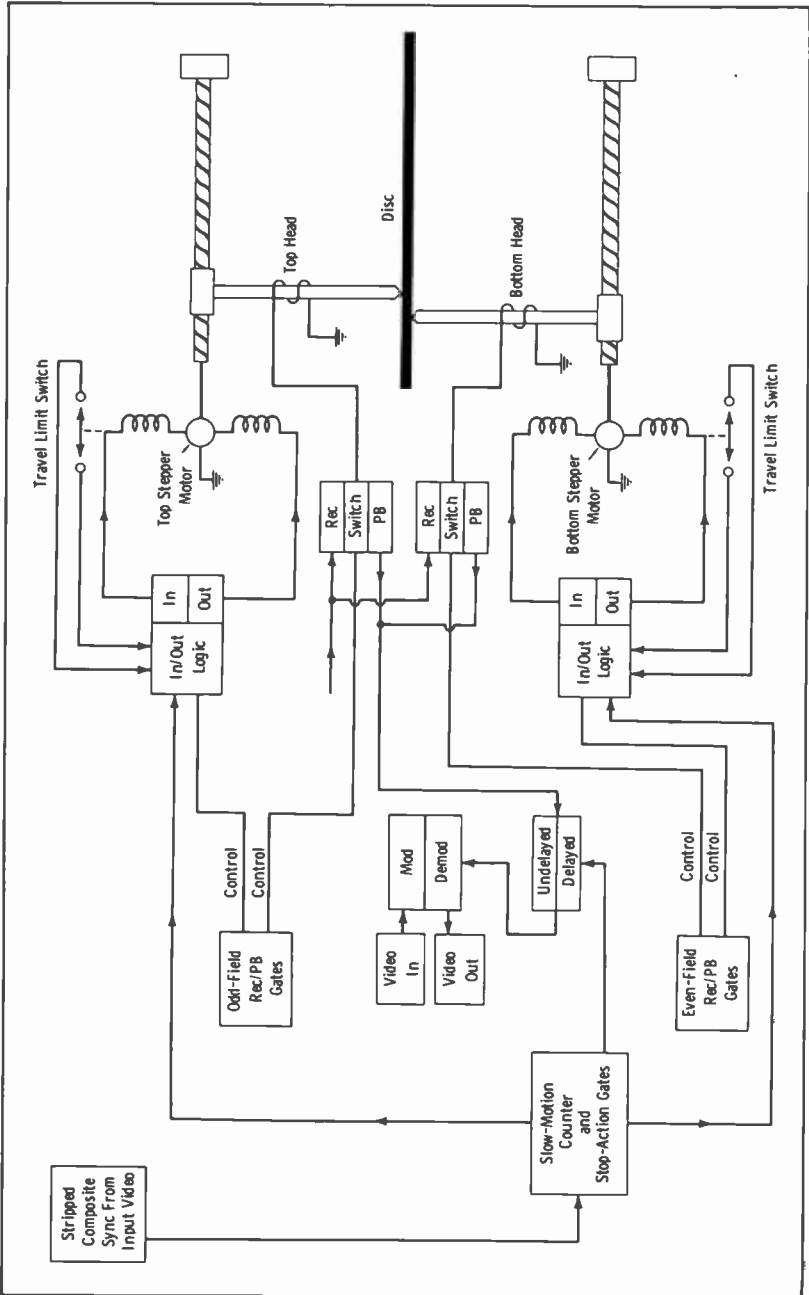 Stripped
Composite
Sync From
Input Video
Slow-Motion
Counter
and
Stop-Action Gates
Odd-Field
Rec/PB
Gates
Control
Control
Video
In
Video
Out
Mod
Demod
Undelayed
Delayed
Even-Field
Rec/PB
Gates
Control
Control
In/Out
Logic
In
Out
Travel Limit Switch
Top Stepper
Motor
Rec
Switch
PB
Rec
Switch
PB
In/Out
Logic
In
Out
Bottom Stepper
Motor
Travel Limit Switch
Top Head
Disc
Bottom Head